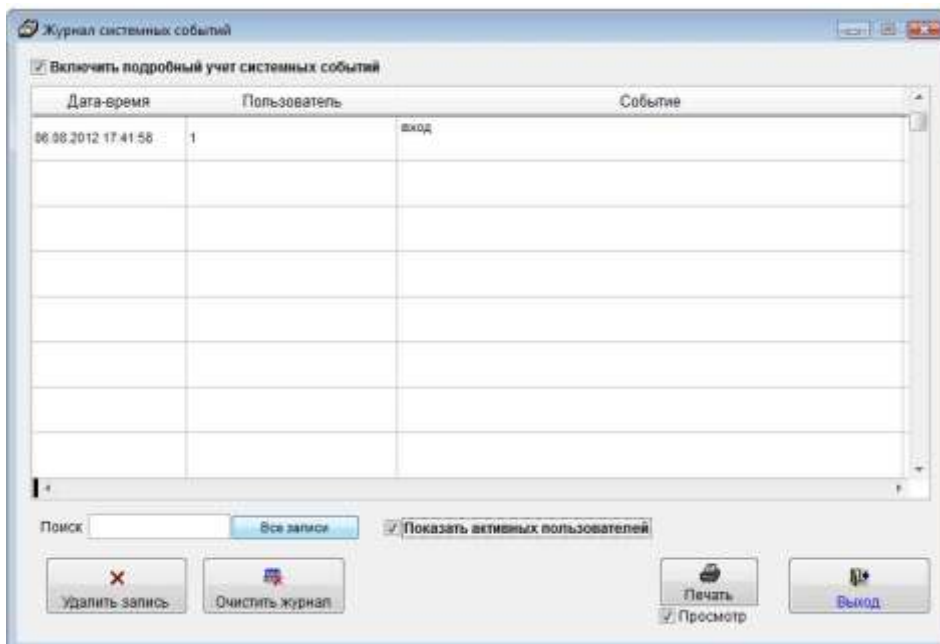 Журнал системных событий
Включить подробный учет системных событий
Дата-время Пользователь Событие
06.08.2012 17:41:58 1 вход
Поиск Все записи Показать активных пользователей
Удалить запись Очистить журнал Печать Выход
Просмотр